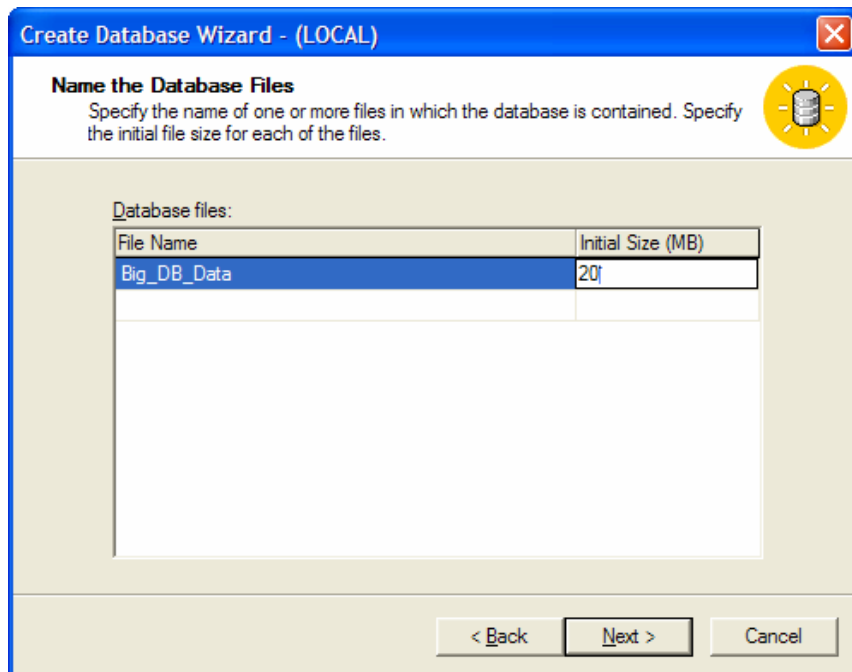 Create Database Wizard - (LOCAL)
Name the Database Files
Specify the name of one or more files in which the database is contained. Specify
the initial file size for each of the files.
Database files:
File Name Initial Size (MB)
Big_DB_Data 20
< Back Next > Cancel